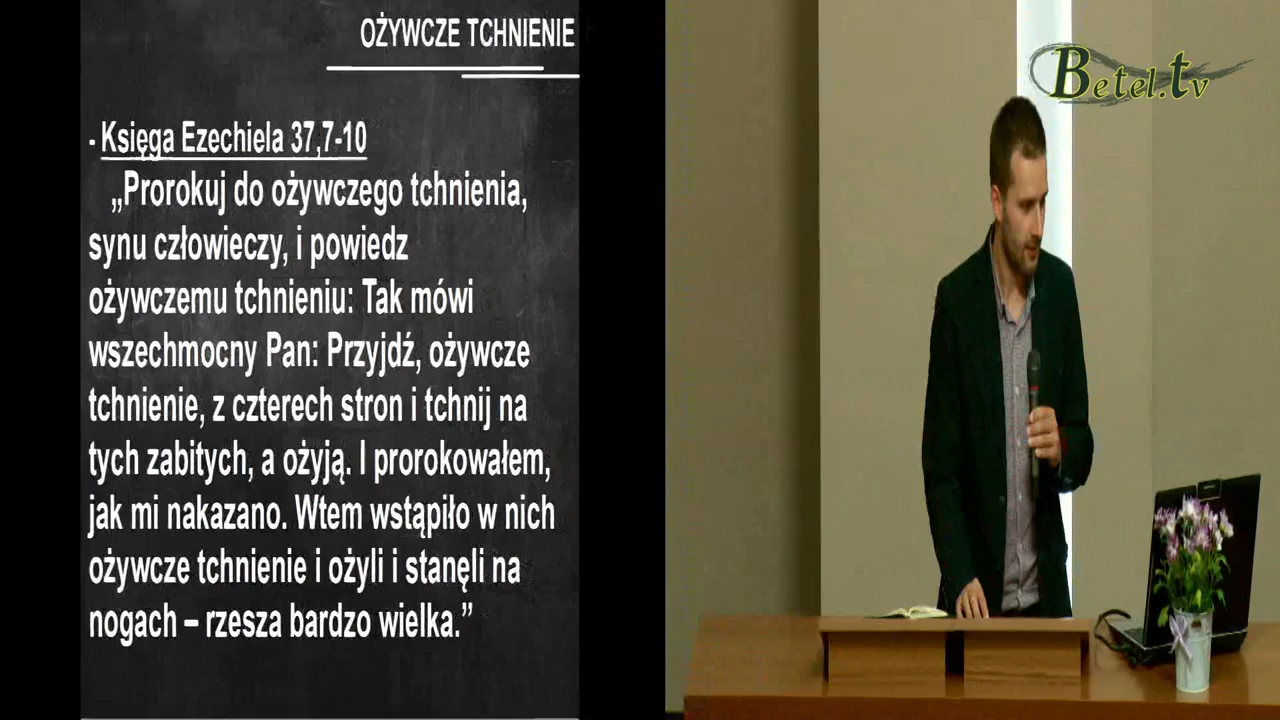 OŻYWCZE TCHNIENIE
- Księga Ezechiela 37,7-10
„Prorokuj do ożywczego tchnienia,
synu człowieczy, i powiedz
ożywczemu tchnieniu: Tak mówi
wszechmocny Pan: Przyjdź, ożywcze
tchnienie, z czterech stron i tchnij na
tych zabitych, a ożyją. I prorokowałem,
jak mi nakazano. Wtem wstąpiło w nich
ożywcze tchnienie i ożyli i stanęli na
nogach – rzesza bardzo wielka.”
Betel.tv